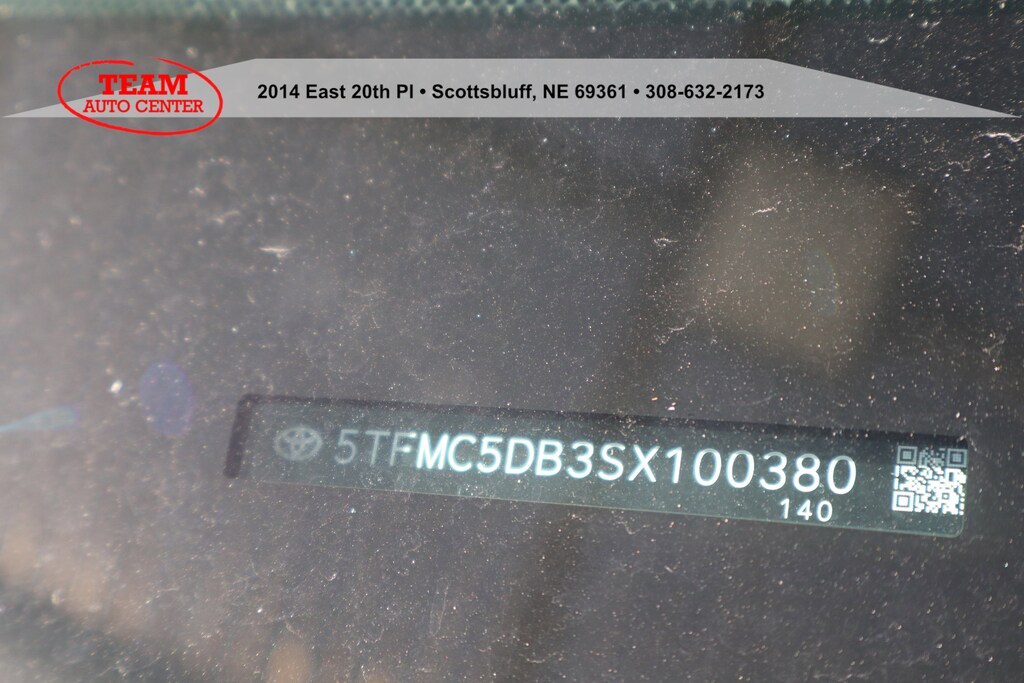 TEAM
AUTO CENTER
2014 East 20th Pl • Scottsbluff, NE 69361 • 308-632-2173
5TFMC5DB3SX100380
140